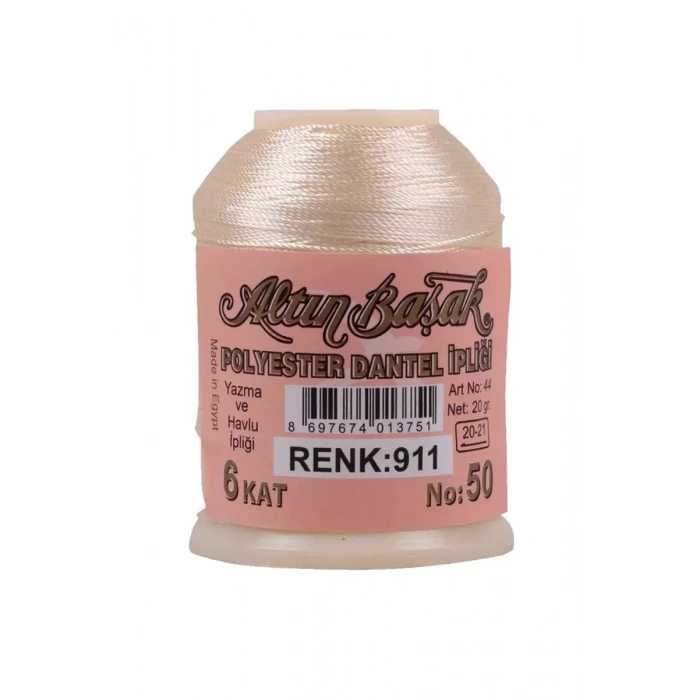 Altın Başak
POLYESTER DANTEL İPLİĞİ
Made in Egypt
Yazma
ve
Havlu
İpliği
8 697674 013751
Art No: 44
Net: 20 gr.
20-21
RENK:911
6 KAT
No: 50